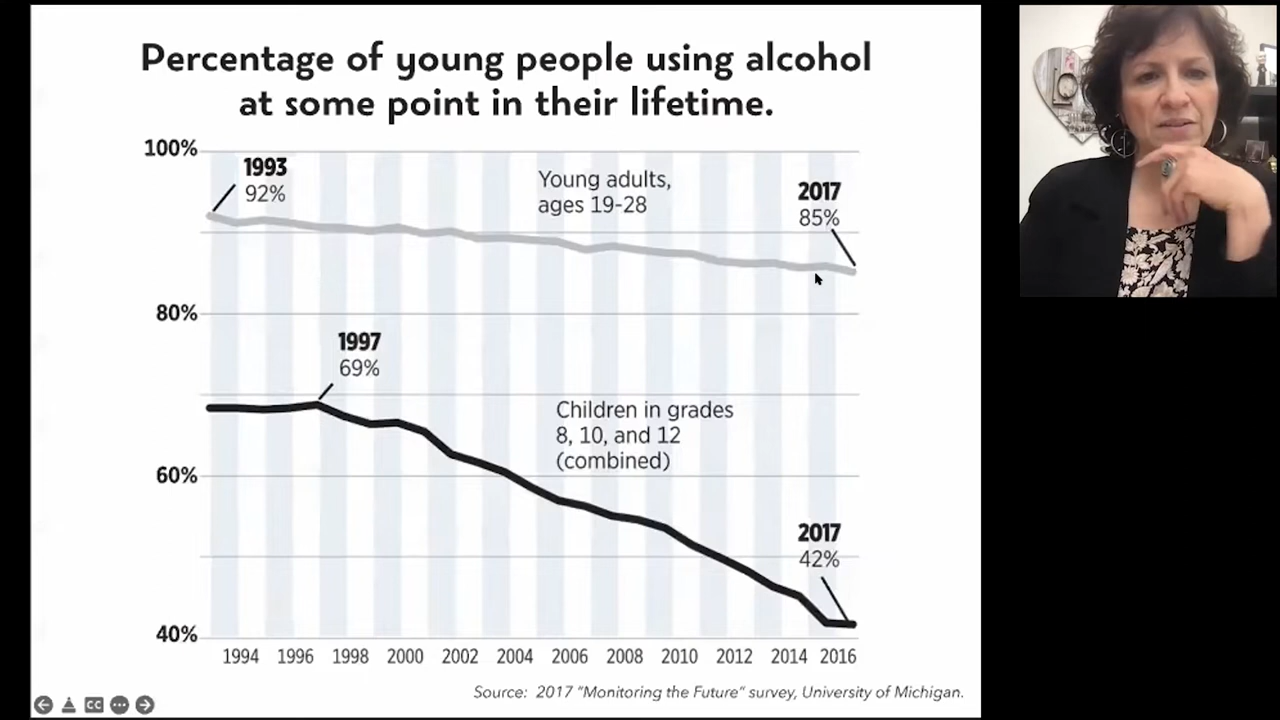 Percentage of young people using alcohol
at some point in their lifetime.
100%
1993
92%
Young adults,
ages 19-28
2017
85%
80%
1997
69%
Children in grades
8, 10, and 12
(combined)
60%
2017
42%
40%
1994 1996 1998 2000 2002 2004 2006 2008 2010 2012 2014 2016
Source: 2017 "Monitoring the Future" survey, University of Michigan.
CC